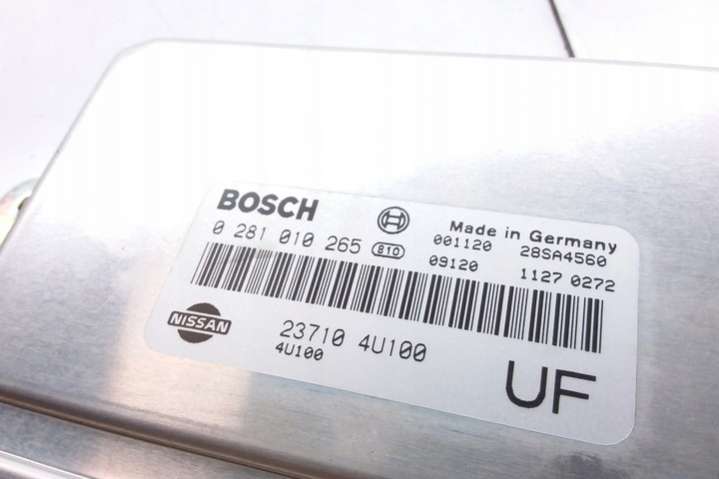 BOSCH Made in Germany
0 281 010 265 810 001120 28SA4560
09120 1127 0272
NISSAN 23710 4U100
4U100 UF